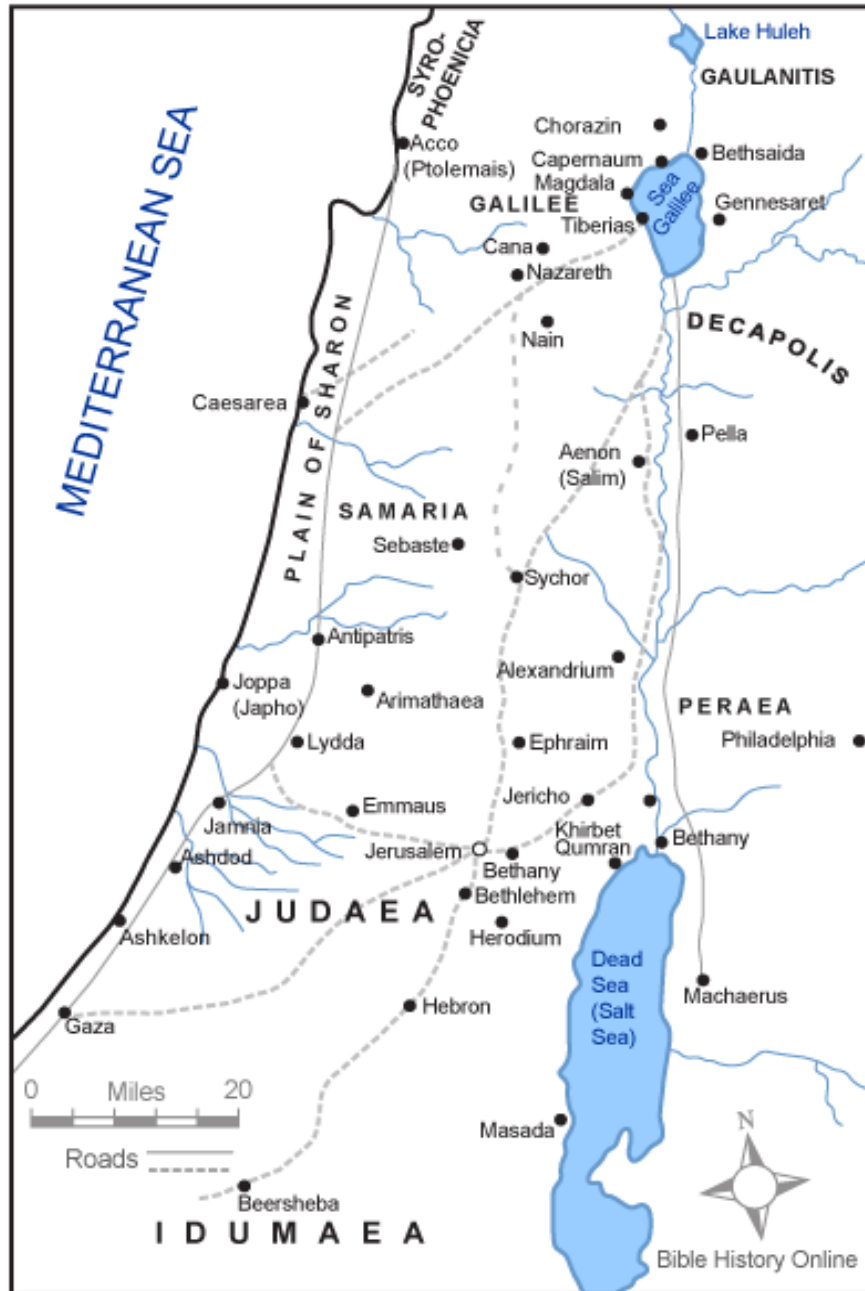 Lake Huleh
SYRO-
PHOENICIA
GAULANITIS
MEDITERRANEAN SEA
Chorazin
Acco
(Ptolemais)
Capernaum
Bethsaida
Magdala
Sea
Galilee
GALILEE
Gennesaret
Tiberias
Cana
Nazareth
DECAPOLIS
Nain
PLAIN OF SHARON
Caesarea
Pella
Aenon
(Salim)
SAMARIA
Sebaste
Sychor
Antipatris
Alexandrium
Joppa
(Japho)
Arimathaea
PERAEA
Lydda
Ephraim
Philadelphia
Jamnia
Emmaus
Jericho
Khirbet
Qumran
Bethany
Jerusalem
Ashdod
Bethany
Bethlehem
JUDAEA
Ashkelon
Herodium
Dead
Sea
(Salt
Sea)
Machaerus
Hebron
Gaza
0 Miles 20
Masada
N
Roads
Beersheba
IDUMAEA
Bible History Online